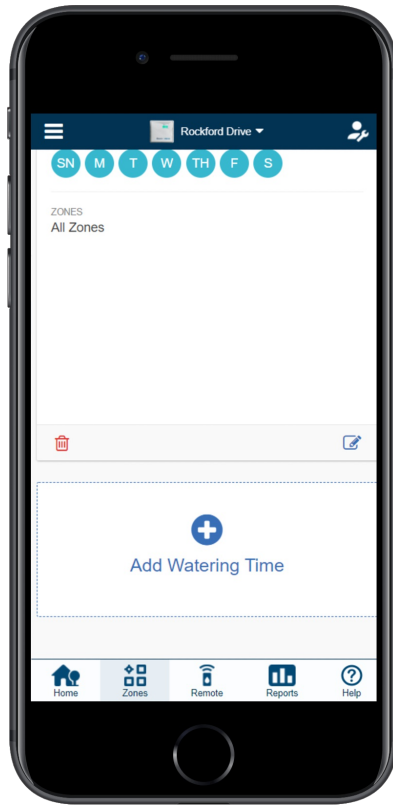 Rockford Drive
SN M T W TH F S
ZONES
All Zones
Add Watering Time
Home Zones Remote Reports Help